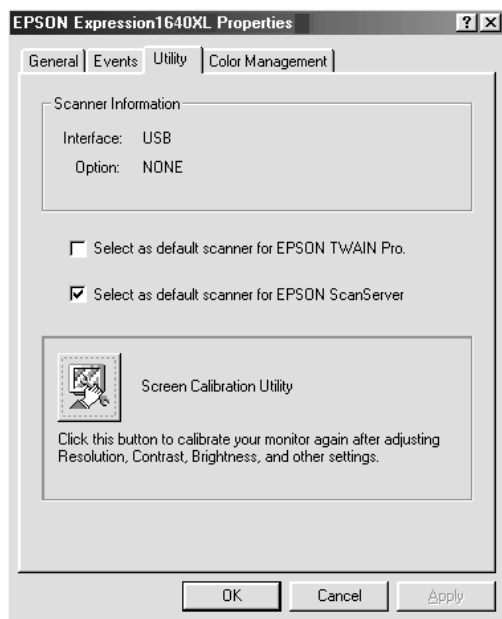 EPSON Expression1640XL Properties
General Events Utility Color Management
Scanner Information
Interface: USB
Option: NONE
Select as default scanner for EPSON TWAIN Pro.
Select as default scanner for EPSON ScanServer
Screen Calibration Utility
Click this button to calibrate your monitor again after adjusting
Resolution, Contrast, Brightness, and other settings.
OK Cancel Apply